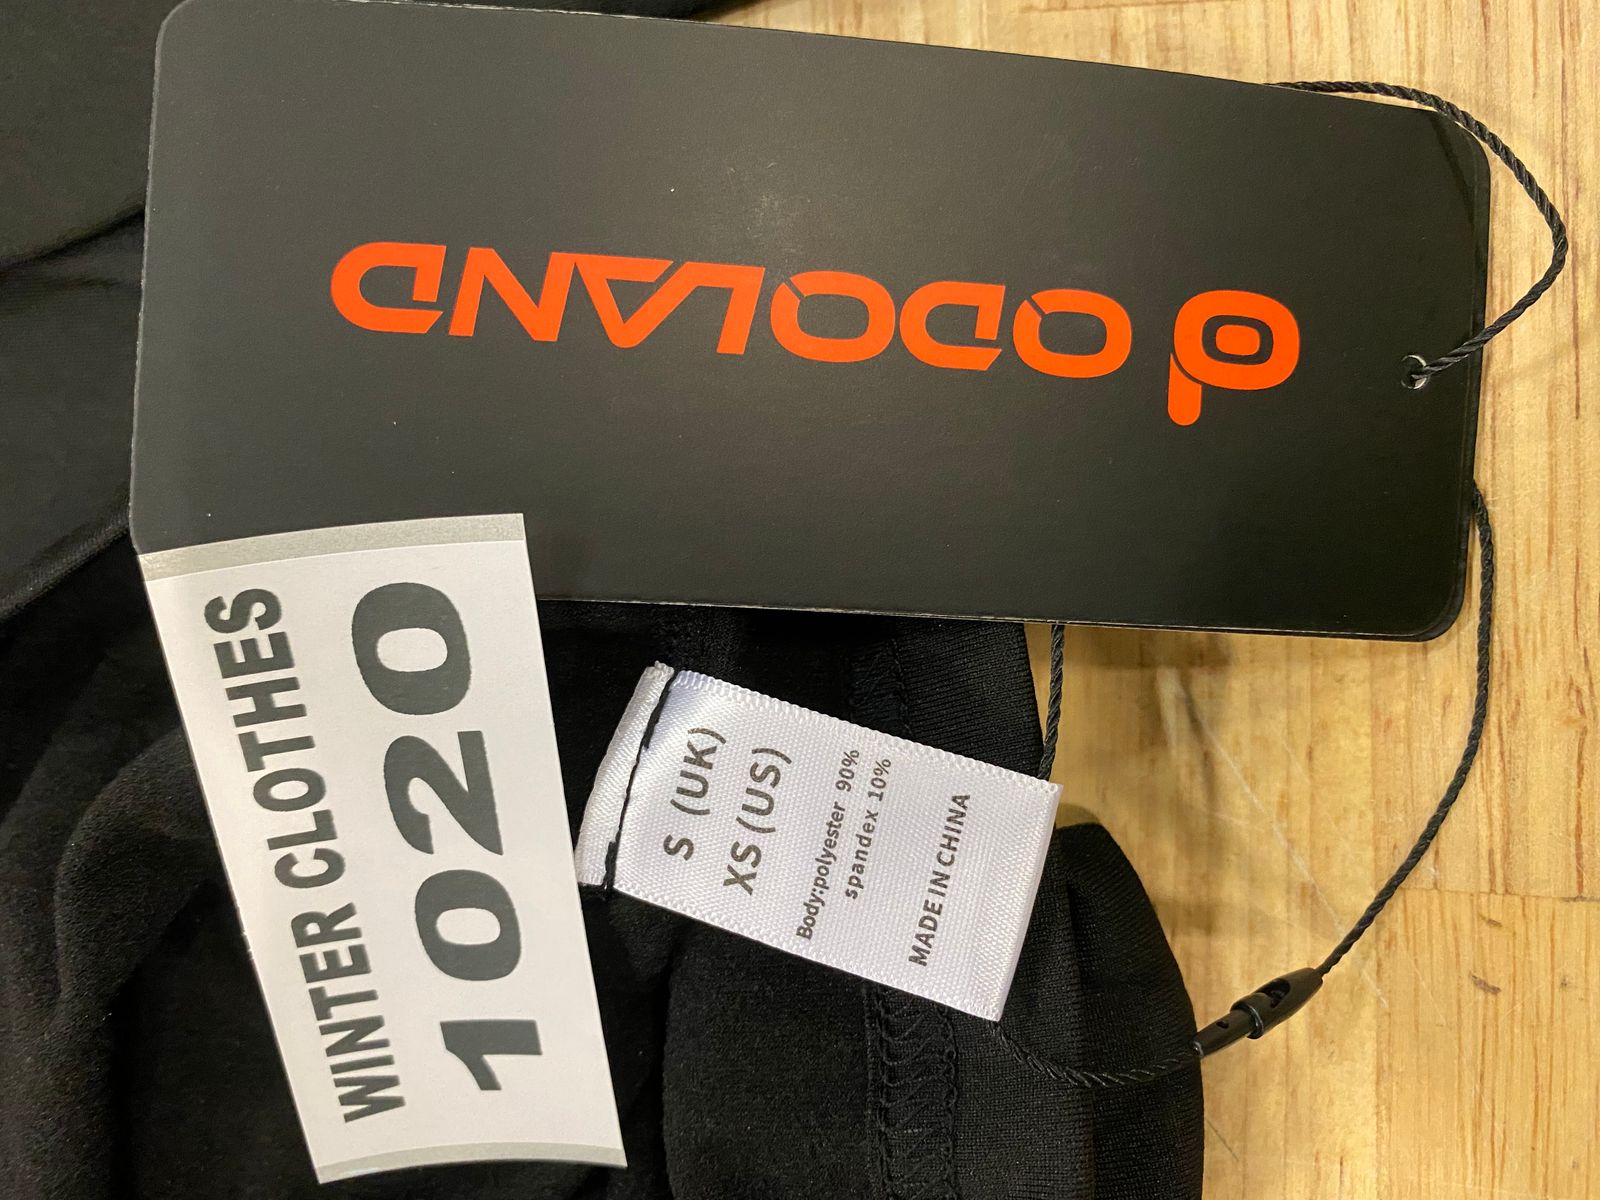 ODOLAND
WINTER CLOTHES
1020
S (UK)
XS (US)
Body:polyester 90%
spandex 10%
MADE IN CHINA